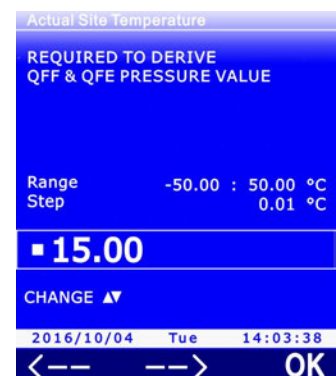 Actual Site Temperature
REQUIRED TO DERIVE
QFF & QFE PRESSURE VALUE
Range -50.00 : 50.00 °C
Step 0.01 °C
▪15.00
CHANGE ▲▼
2016/10/04 Tue 14:03:38
<-- --> OK